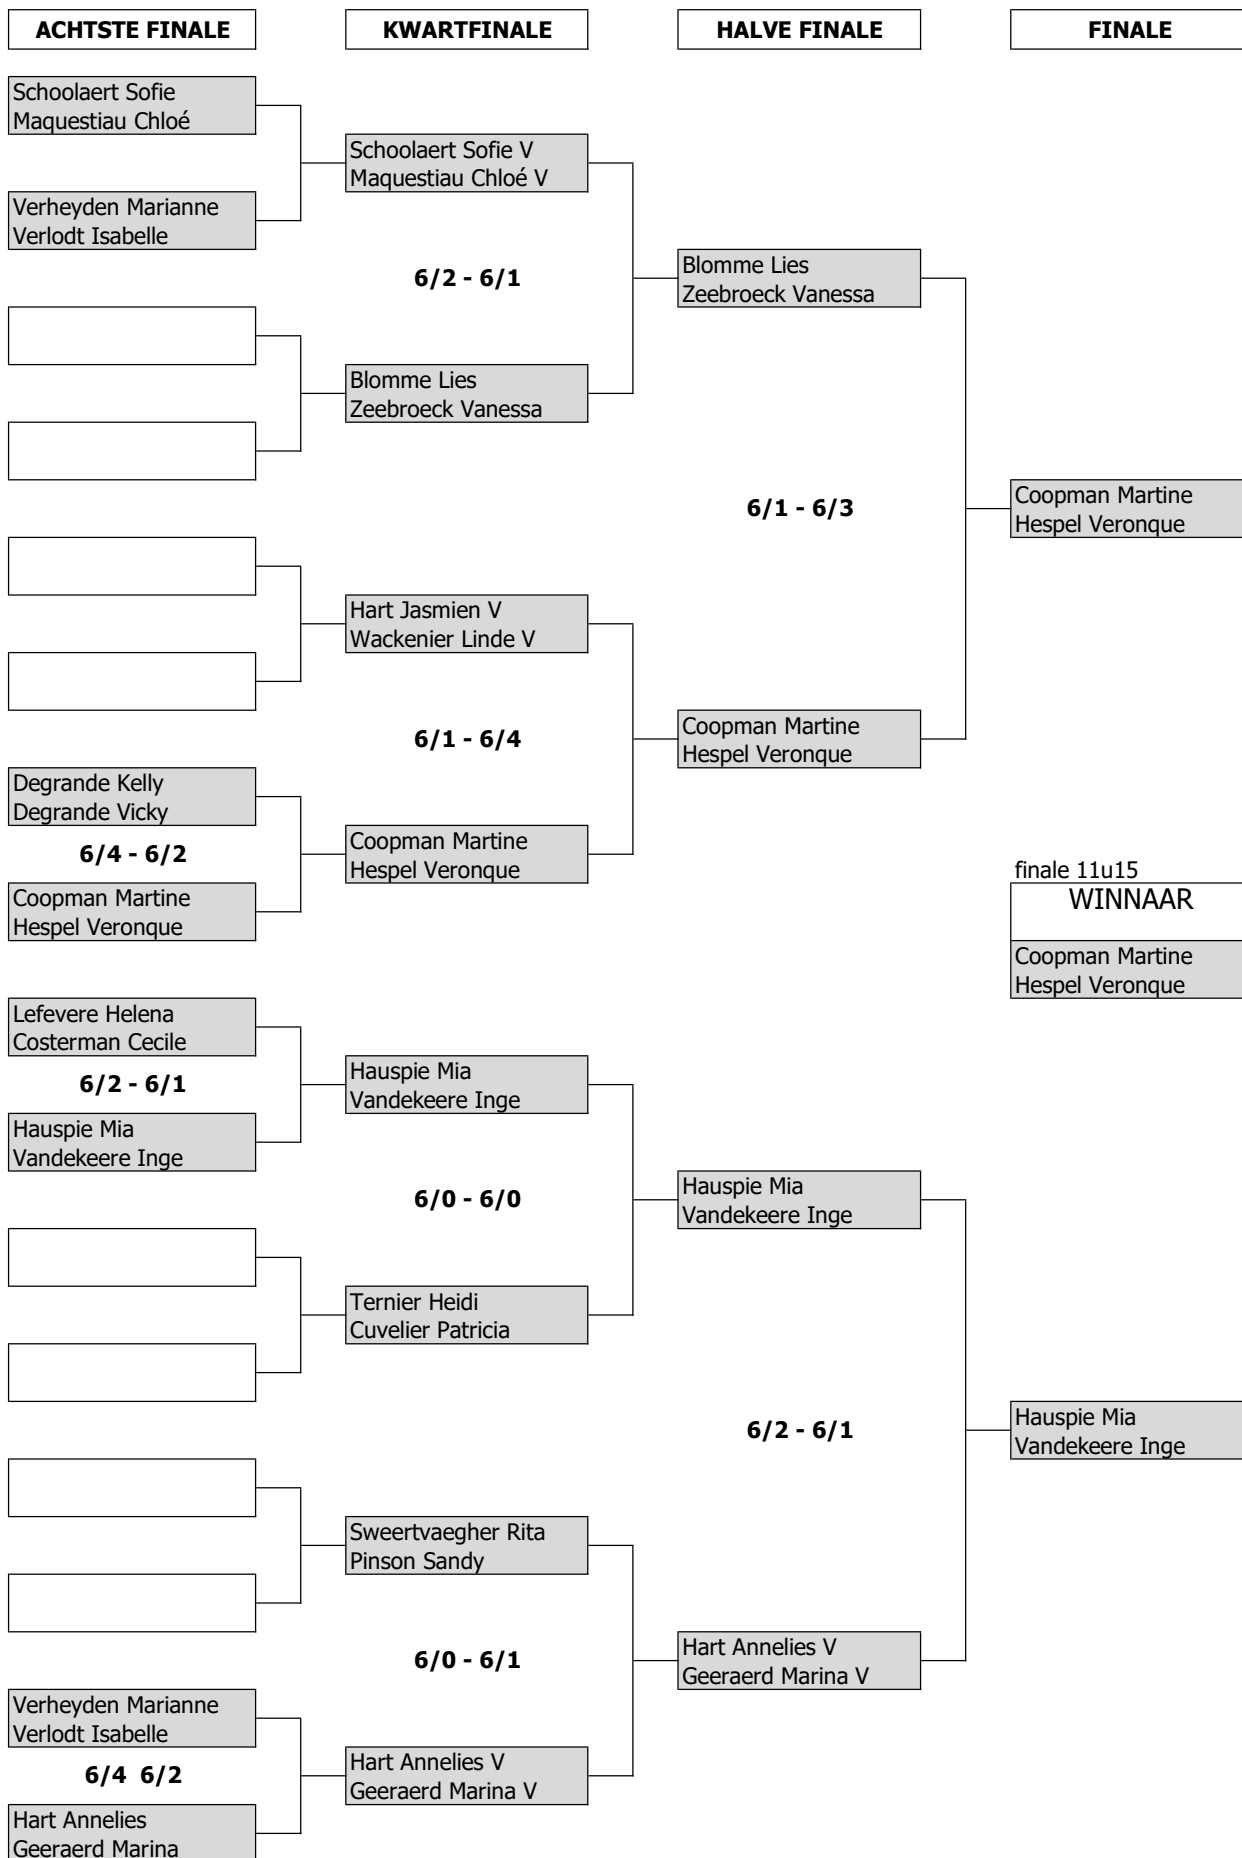 ACHTSTE FINALE
KWARTFINALE
HALVE FINALE
FINALE
Schoolaert Sofie
Maquestiau Chloé
Schoolaert Sofie V
Maquestiau Chloé V
Verheyden Marianne
Verlodt Isabelle
6/2 - 6/1
Blomme Lies
Zeebroeck Vanessa
Blomme Lies
Zeebroeck Vanessa
6/1 - 6/3
Coopman Martine
Hespel Veronque
Hart Jasmien V
Wackenier Linde V
6/1 - 6/4
Coopman Martine
Hespel Veronque
Degrande Kelly
Degrande Vicky
6/4 - 6/2
Coopman Martine
Hespel Veronque
Coopman Martine
Hespel Veronque
finale 11u15
WINNAAR
Coopman Martine
Hespel Veronque
Lefevere Helena
Costerman Cecile
6/2 - 6/1
Hauspie Mia
Vandekeere Inge
Hauspie Mia
Vandekeere Inge
6/0 - 6/0
Hauspie Mia
Vandekeere Inge
Ternier Heidi
Cuvelier Patricia
6/2 - 6/1
Hauspie Mia
Vandekeere Inge
Sweertvaegher Rita
Pinson Sandy
6/0 - 6/1
Hart Annelies V
Geeraerd Marina V
Verheyden Marianne
Verlodt Isabelle
6/4 6/2
Hart Annelies V
Geeraerd Marina V
Hart Annelies
Geeraerd Marina